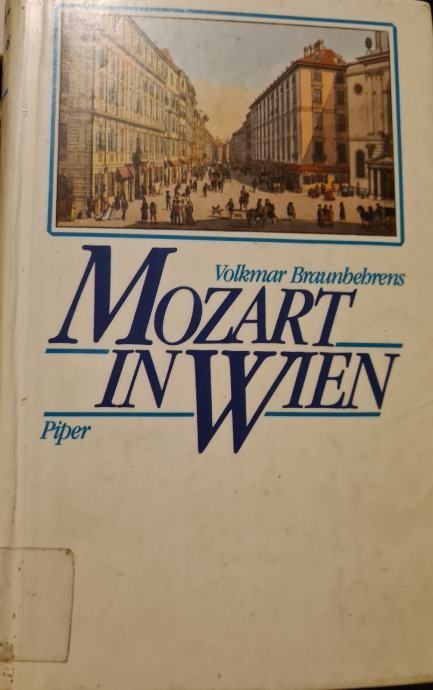 Volkmar Braunbehrens
MOZART
IN WIEN
Piper